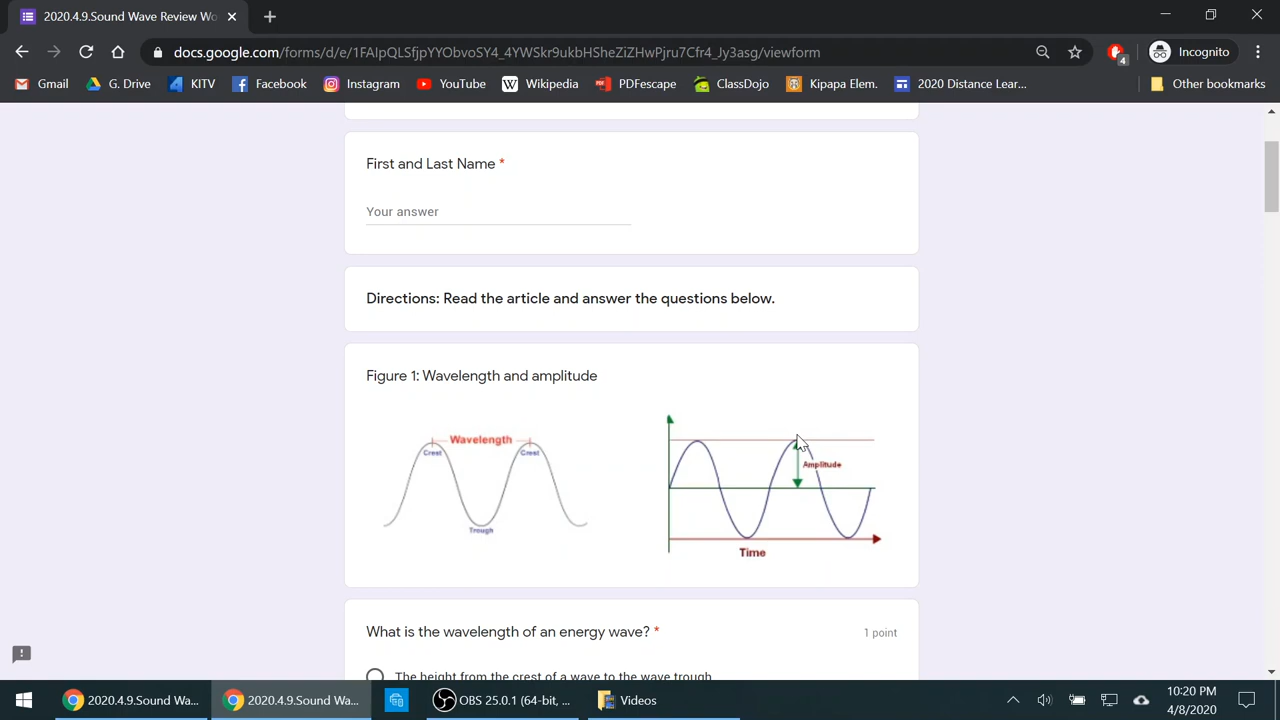 2020.4.9.Sound Wave Review Wo
docs.google.com/forms/d/e/1FAIpQLSfjpYYObvoSY4_4YWSkr9ukbHSheZiZHwPjru7Cfr4_Jy3asg/viewform
4
Incognito
Gmail
G. Drive
KITV
Facebook
Instagram
YouTube
Wikipedia
PDFescape
ClassDojo
Kipapa Elem.
2020 Distance Lear...
Other bookmarks
First and Last Name *
Your answer
Directions: Read the article and answer the questions below.
Figure 1: Wavelength and amplitude
Wavelength
Crest
Crest
Trough
Amplitude
Time
What is the wavelength of an energy wave? *
1 point
The height from the crest of a wave to the wave trough
2020.4.9.Sound Wa...
2020.4.9.Sound Wa...
OBS 25.0.1 (64-bit, ...
Videos
10:20 PM
4/8/2020